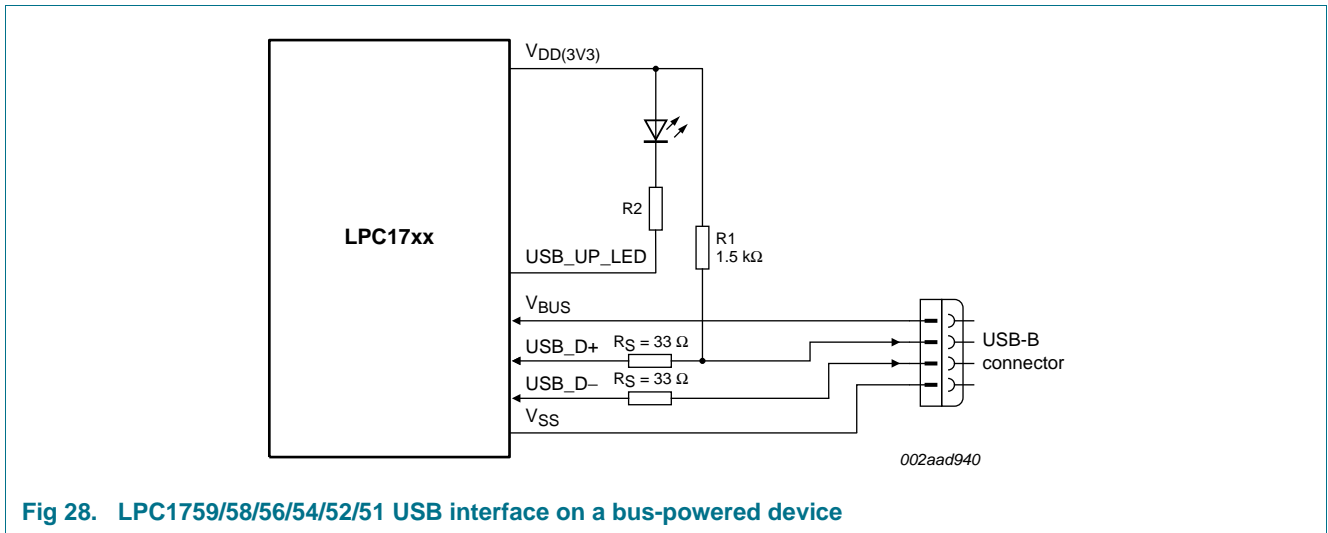 VDD(3V3)
R2
LPC17xx
R1
1.5 kΩ
USB_UP_LED
VBUS
USB_D+ RS = 33 Ω
USB_D− RS = 33 Ω
VSS
USB-B
connector
002aad940
Fig 28. LPC1759/58/56/54/52/51 USB interface on a bus-powered device